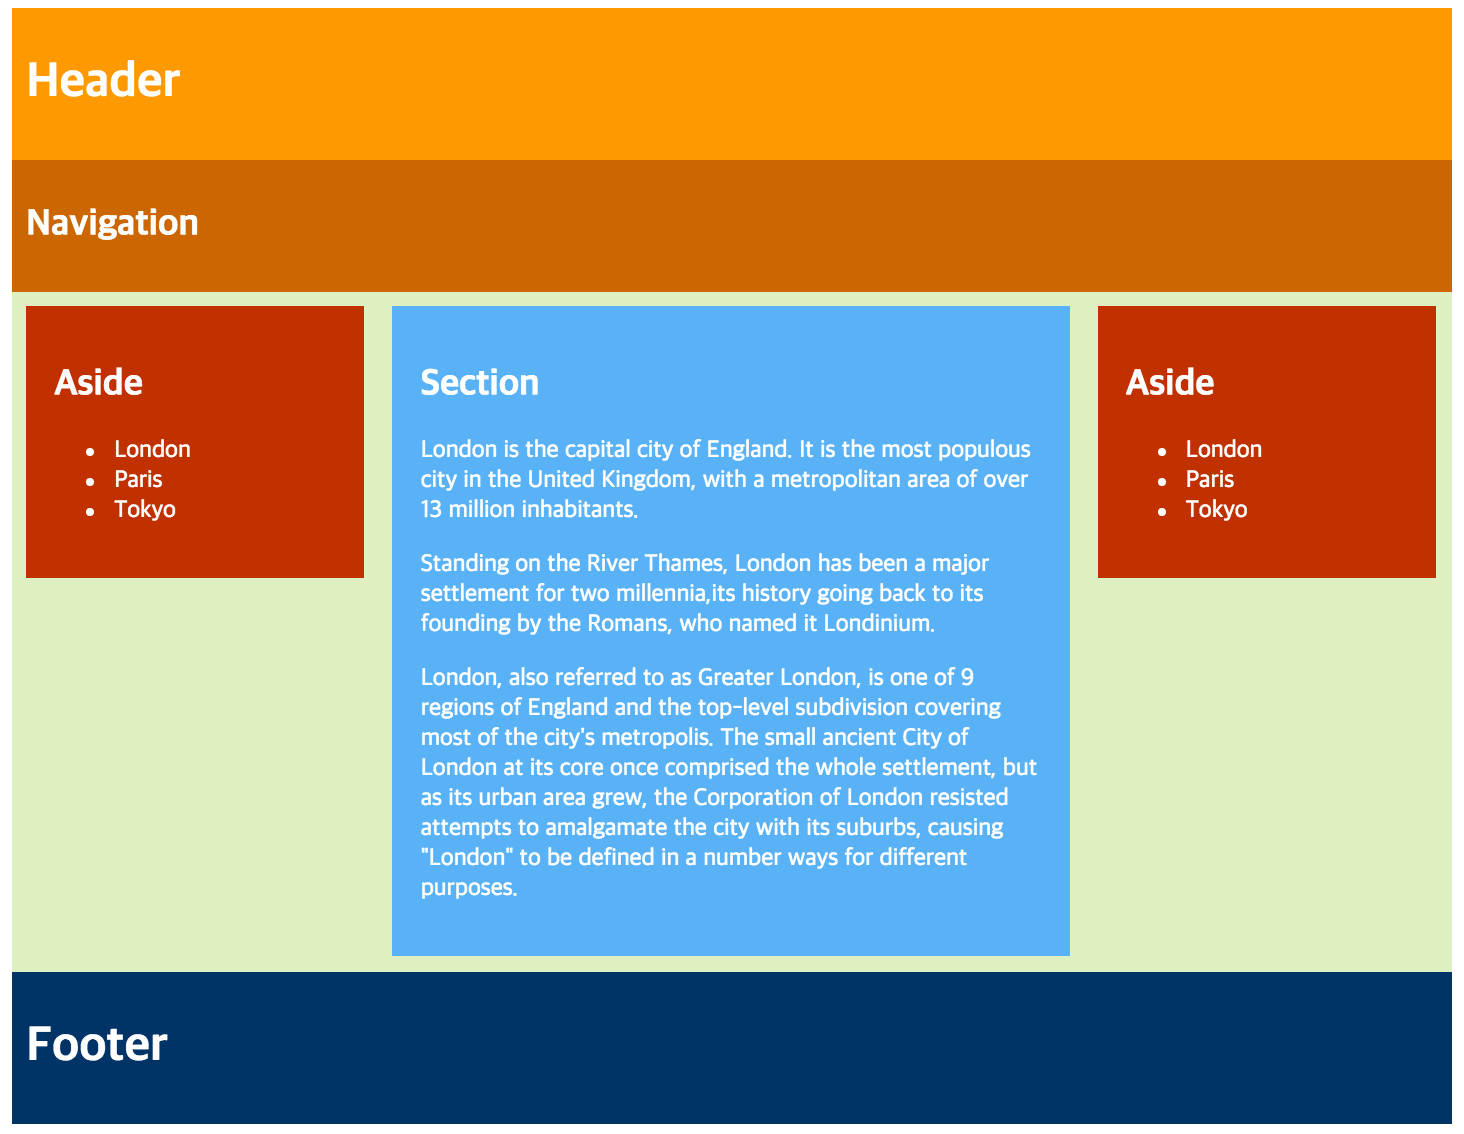 Header
Navigation
Aside
• London
• Paris
• Tokyo
Section
London is the capital city of England. It is the most populous
city in the United Kingdom, with a metropolitan area of over
13 million inhabitants.
Standing on the River Thames, London has been a major
settlement for two millennia,its history going back to its
founding by the Romans, who named it Londinium.
London, also referred to as Greater London, is one of 9
regions of England and the top-level subdivision covering
most of the city's metropolis. The small ancient City of
London at its core once comprised the whole settlement, but
as its urban area grew, the Corporation of London resisted
attempts to amalgamate the city with its suburbs, causing
"London" to be defined in a number ways for different
purposes.
Aside
• London
• Paris
• Tokyo
Footer